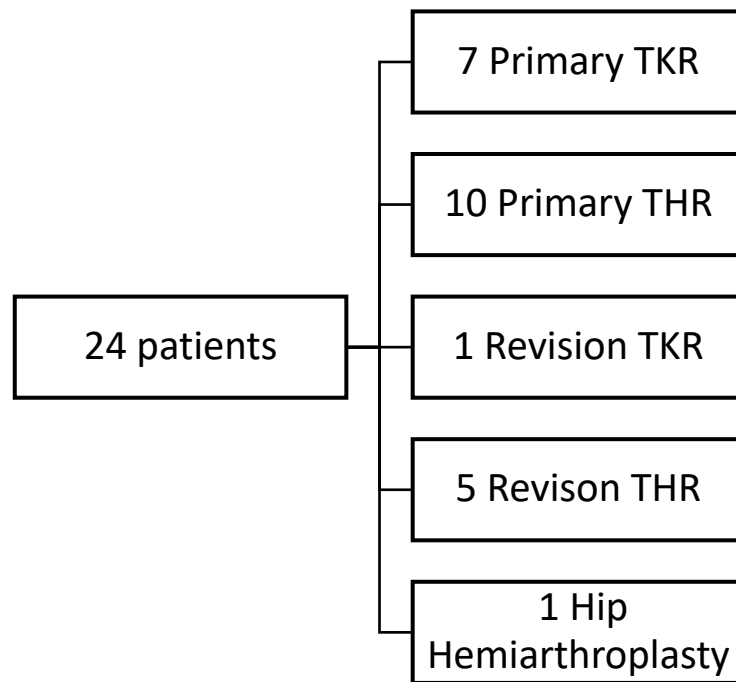 7 Primary TKR
10 Primary THR
24 patients
1 Revision TKR
5 Revison THR
1 Hip
Hemiarthroplasty